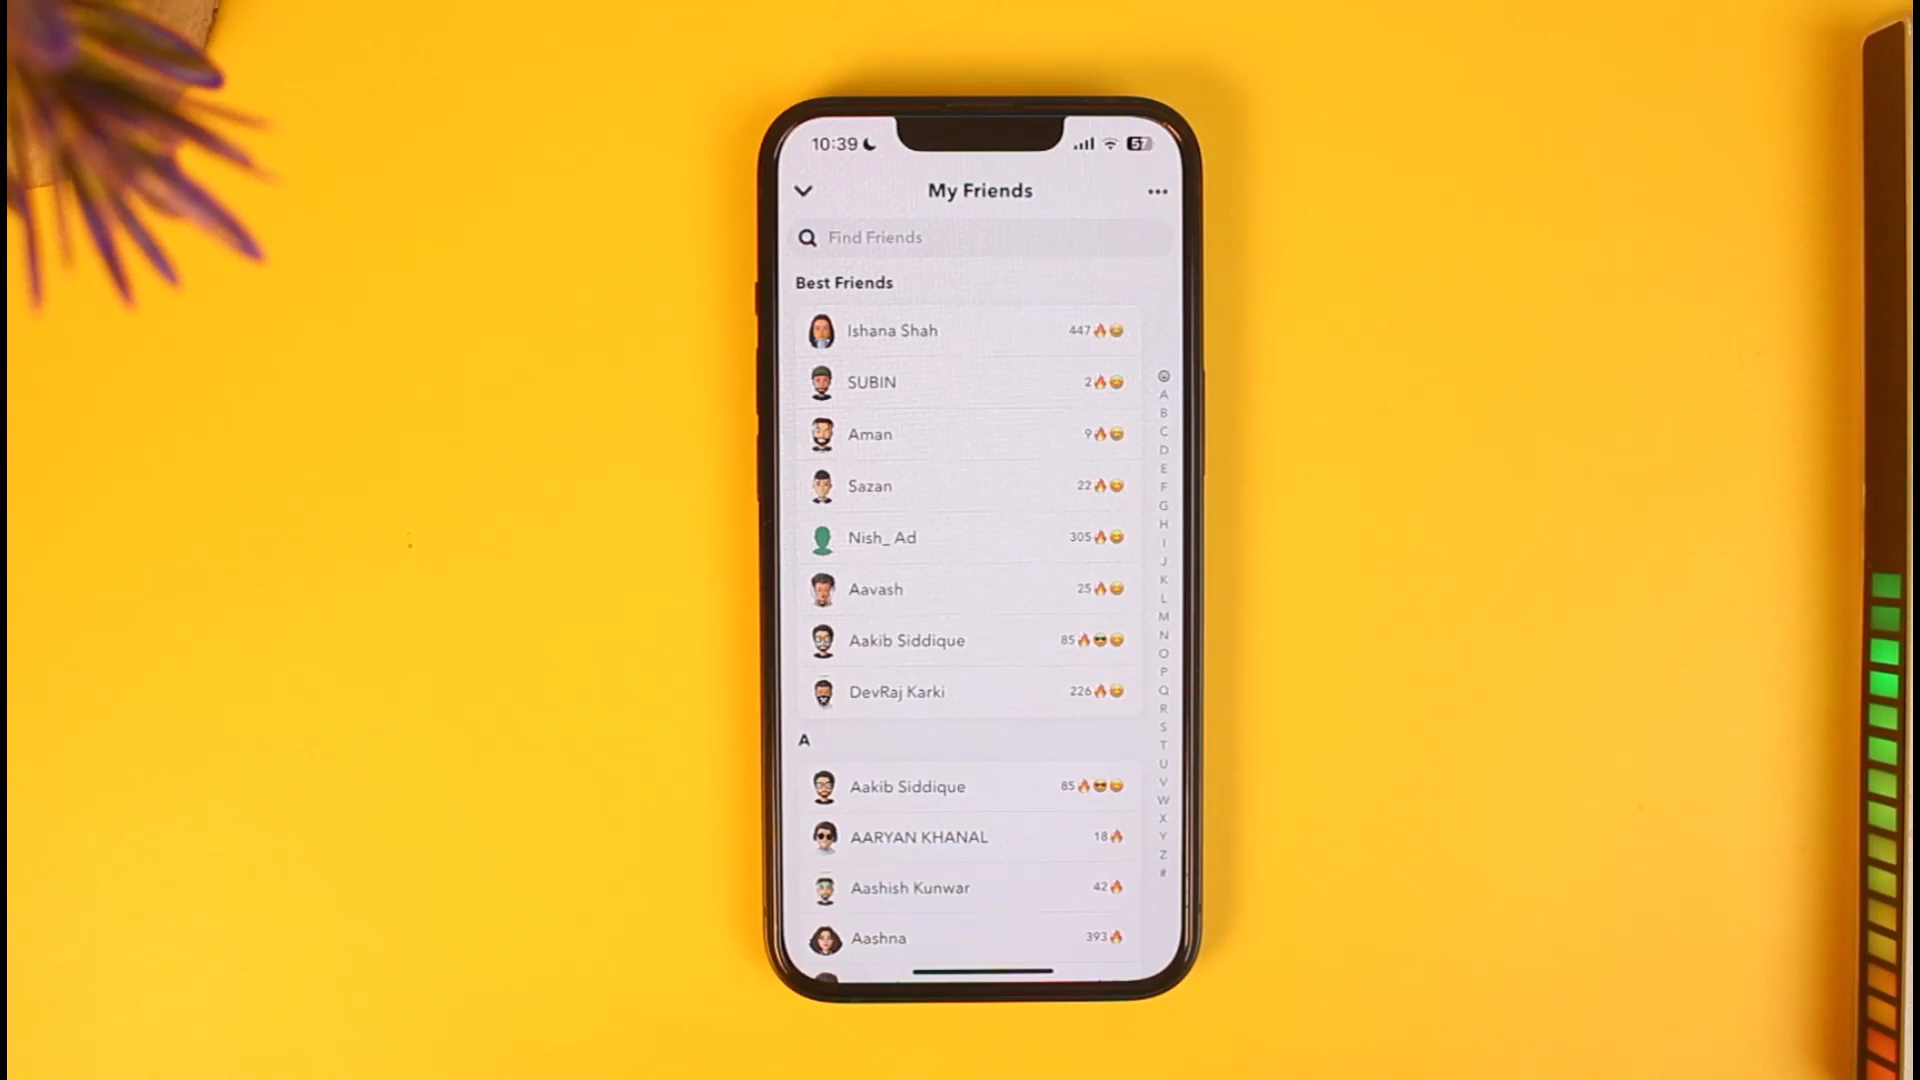 10:39
57
My Friends
Find Friends
Best Friends
Ishana Shah 447🔥😊
SUBIN 2🔥😊
Aman 9🔥😊
Sazan 22🔥😊
Nish_ Ad 305🔥😊
Aavash 25🔥😊
Aakib Siddique 85🔥😎😊
DevRaj Karki 226🔥😊
A
Aakib Siddique 85🔥😎😊
AARYAN KHANAL 18🔥
Aashish Kunwar 42🔥
Aashna 393🔥
A
B
C
D
E
F
G
H
I
J
K
L
M
N
O
P
Q
R
S
T
U
V
W
X
Y
Z
#